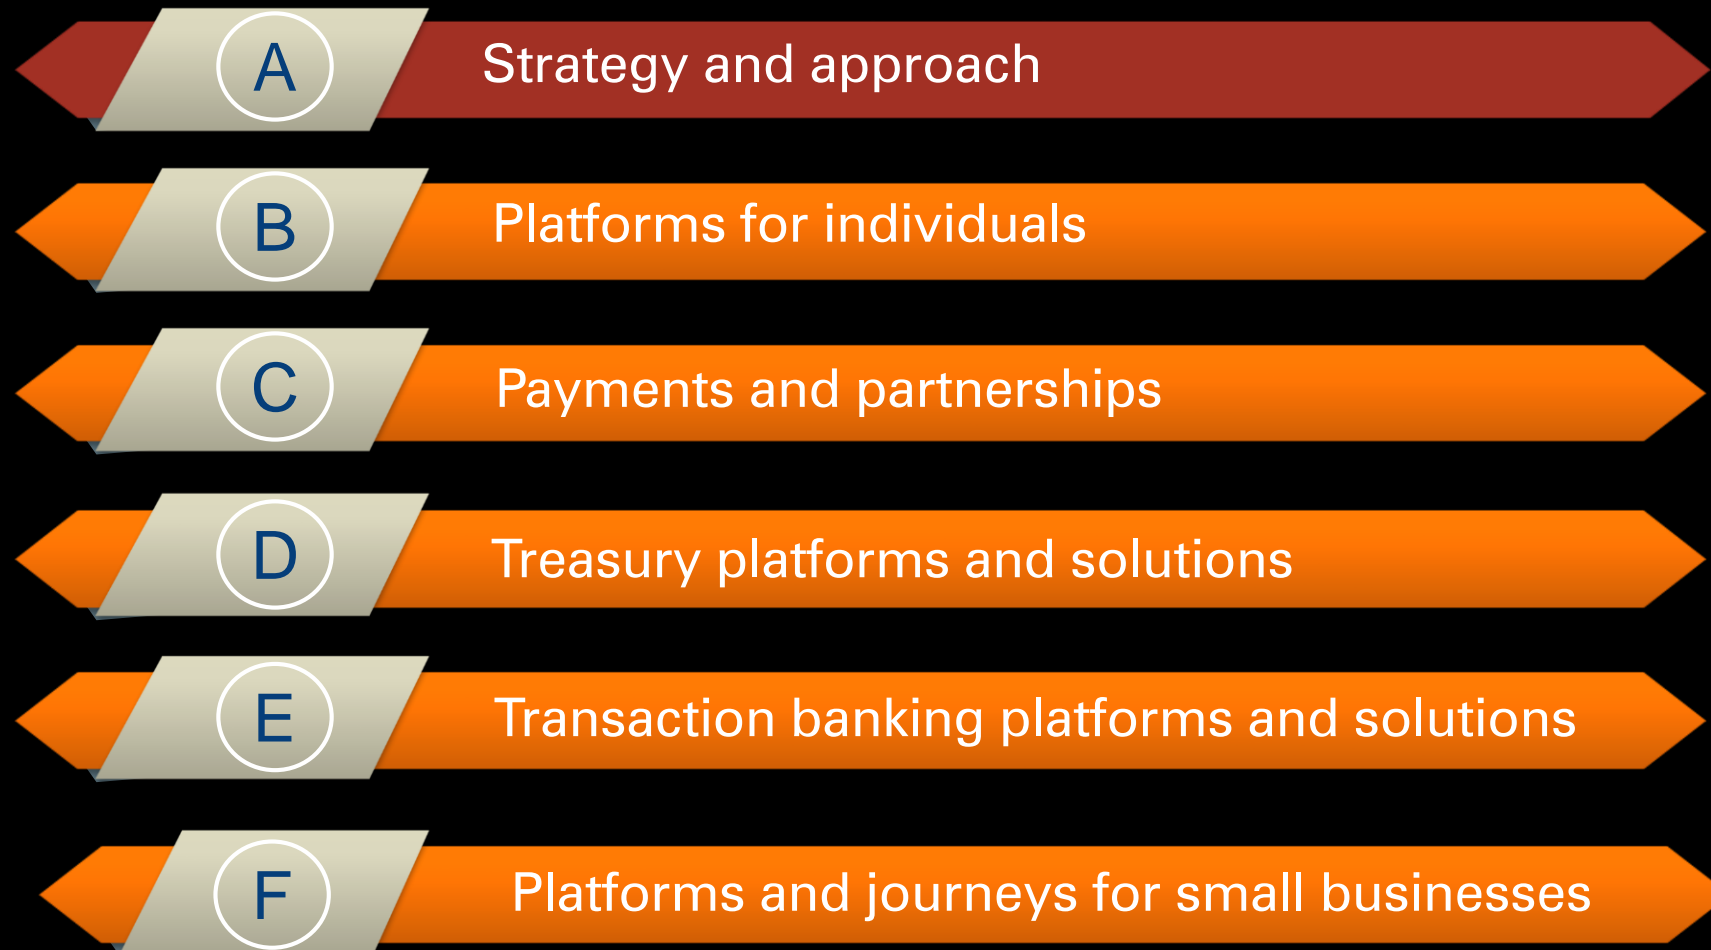 A Strategy and approach
B Platforms for individuals
C Payments and partnerships
D Treasury platforms and solutions
E Transaction banking platforms and solutions
F Platforms and journeys for small businesses